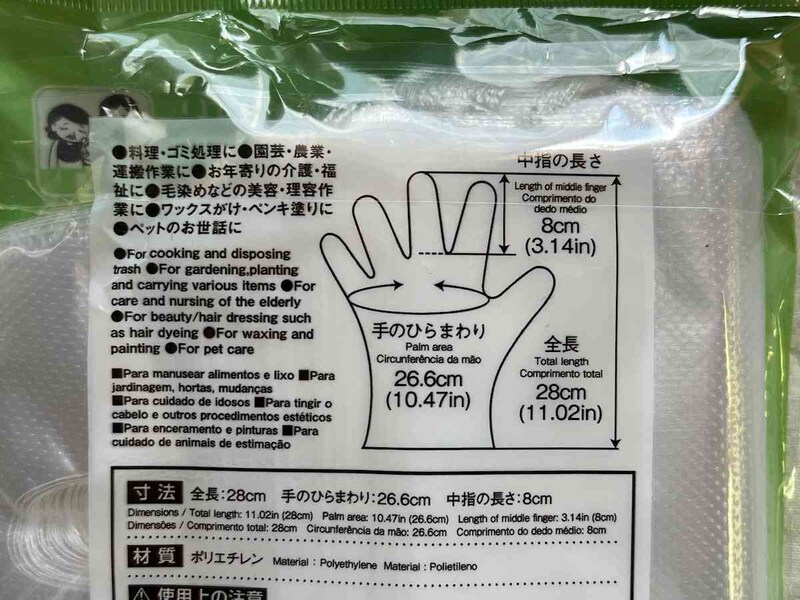 ●料理・ゴミ処理に●園芸・農業・
運搬作業に●お年寄りの介護・福
祉に●毛染めなどの美容・理容作
業に●ワックスがけ・ペンキ塗りに
●ペットのお世話に
●For cooking and disposing
trash ●For gardening,planting
and carrying various items ●For
care and nursing of the elderly
●For beauty/hair dressing such
as hair dyeing ●For waxing and
painting ●For pet care
■Para manusear alimentos e lixo ■Para
jardinagem, hortas, mudanças
■Para cuidado de idosos ■Para tingir o
cabelo e outros procedimentos estéticos
■Para enceramento e pinturas ■Para
cuidado de animais de estimação
中指の長さ
Length of middle finger
Comprimento do
dedo médio
8cm
(3.14in)
手のひらまわり
Palm area
Circunferência da mão
26.6cm
(10.47in)
全長
Total length
Comprimento total
28cm
(11.02in)
寸法 全長:28cm 手のひらまわり:26.6cm 中指の長さ:8cm
Dimensions / Total length: 11.02in (28cm) Palm area: 10.47in (26.6cm) Length of middle finger: 3.14in (8cm)
Dimensões / Comprimento total: 28cm Circunferência da mão: 26.6cm Comprimento do dedo médio: 8cm
材質 ポリエチレン Material : Polyethylene Material : Polietileno
使用上の注意